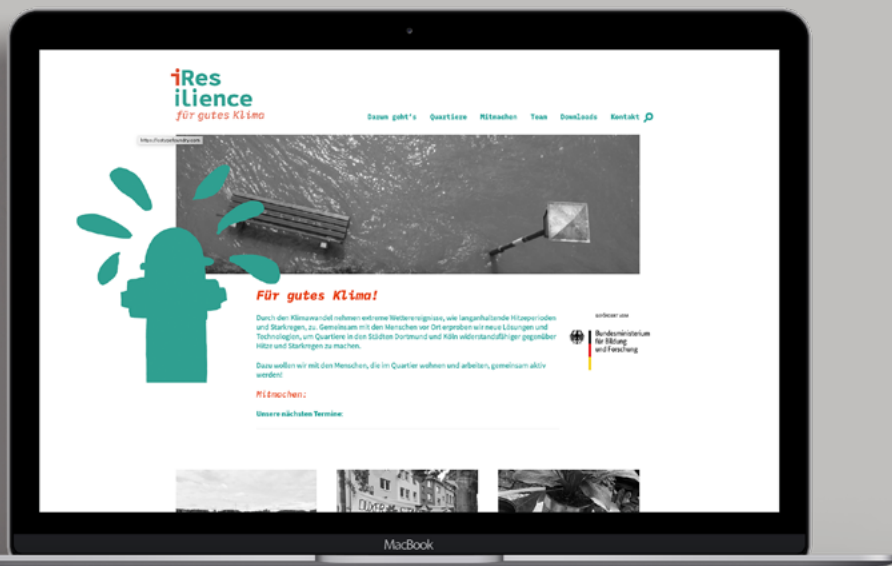 iRes
ilience
für gutes Klima
Darum geht's Quartiere Mitmachen Team Downloads Kontakt
Für gutes Klima!
Durch den Klimawandel nehmen extreme Wetterereignisse, wie langanhaltende Hitzeperioden
und Starkregen, zu. Gemeinsam mit den Menschen vor Ort erproben wir neue Lösungen und
Technologien, um Quartiere in den Städten Dortmund und Köln widerstandsfähiger gegenüber
Hitze und Starkregen zu machen.
Dazu wollen wir mit den Menschen, die im Quartier wohnen und arbeiten, gemeinsam aktiv
werden!
Mitmachen:
Unsere nächsten Termine:
GEFÖRDERT VOM
Bundesministerium
für Bildung
und Forschung
MacBook